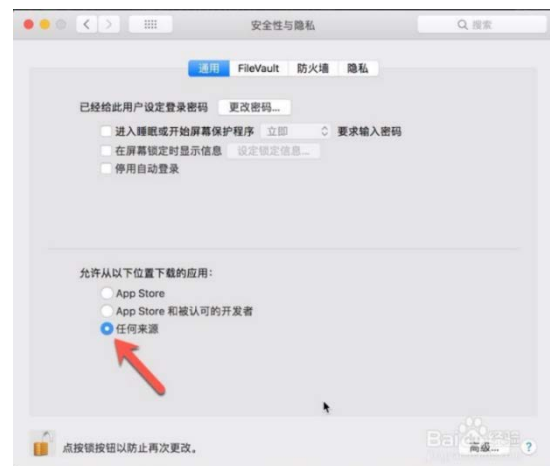 安全性与隐私
搜索
通用 FileVault 防火墙 隐私
已经给此用户设定登录密码 更改密码...
进入睡眠或开始屏幕保护程序 立即 要求输入密码
在屏幕锁定时显示信息 设定锁定信息...
停用自动登录
允许从以下位置下载的应用：
App Store
App Store 和被认可的开发者
任何来源
点按锁按钮以防止再次更改。
高级... ?